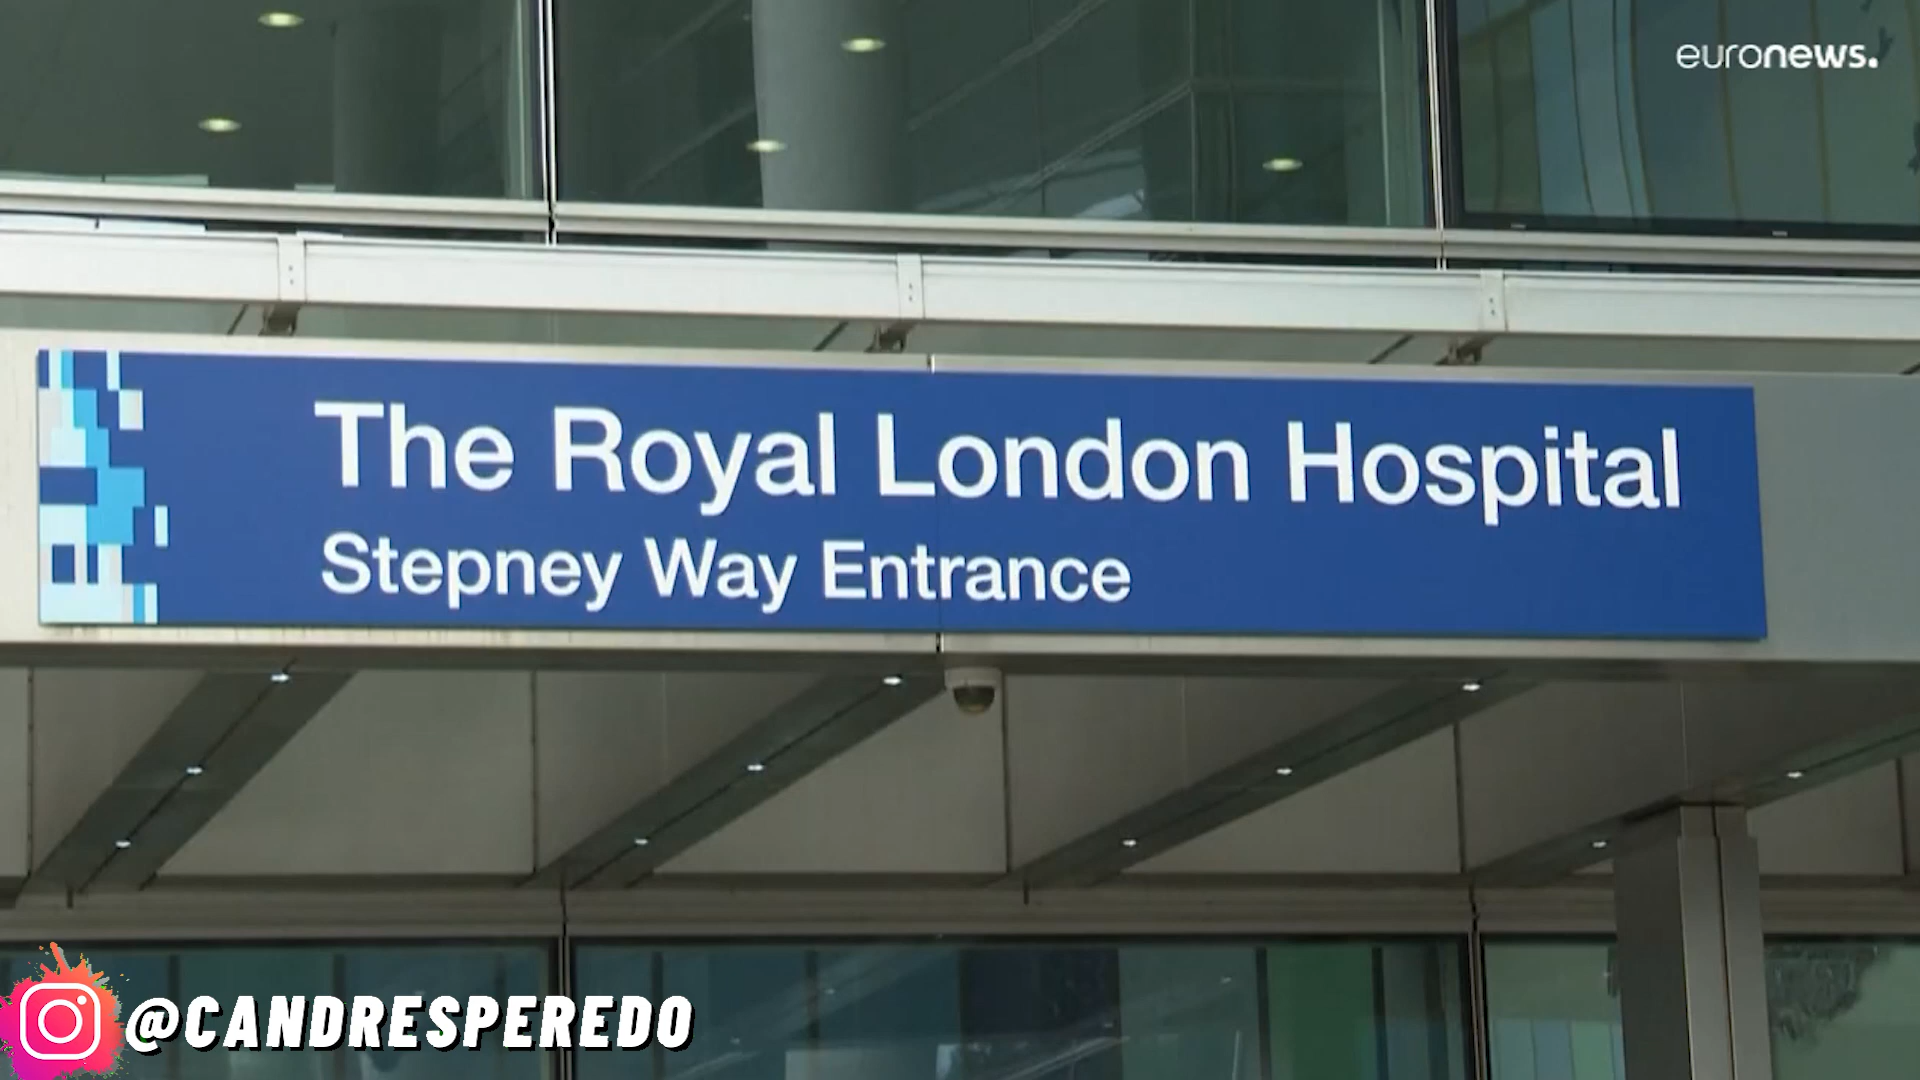 euronews.
The Royal London Hospital
Stepney Way Entrance
@CANDRESPEREDO